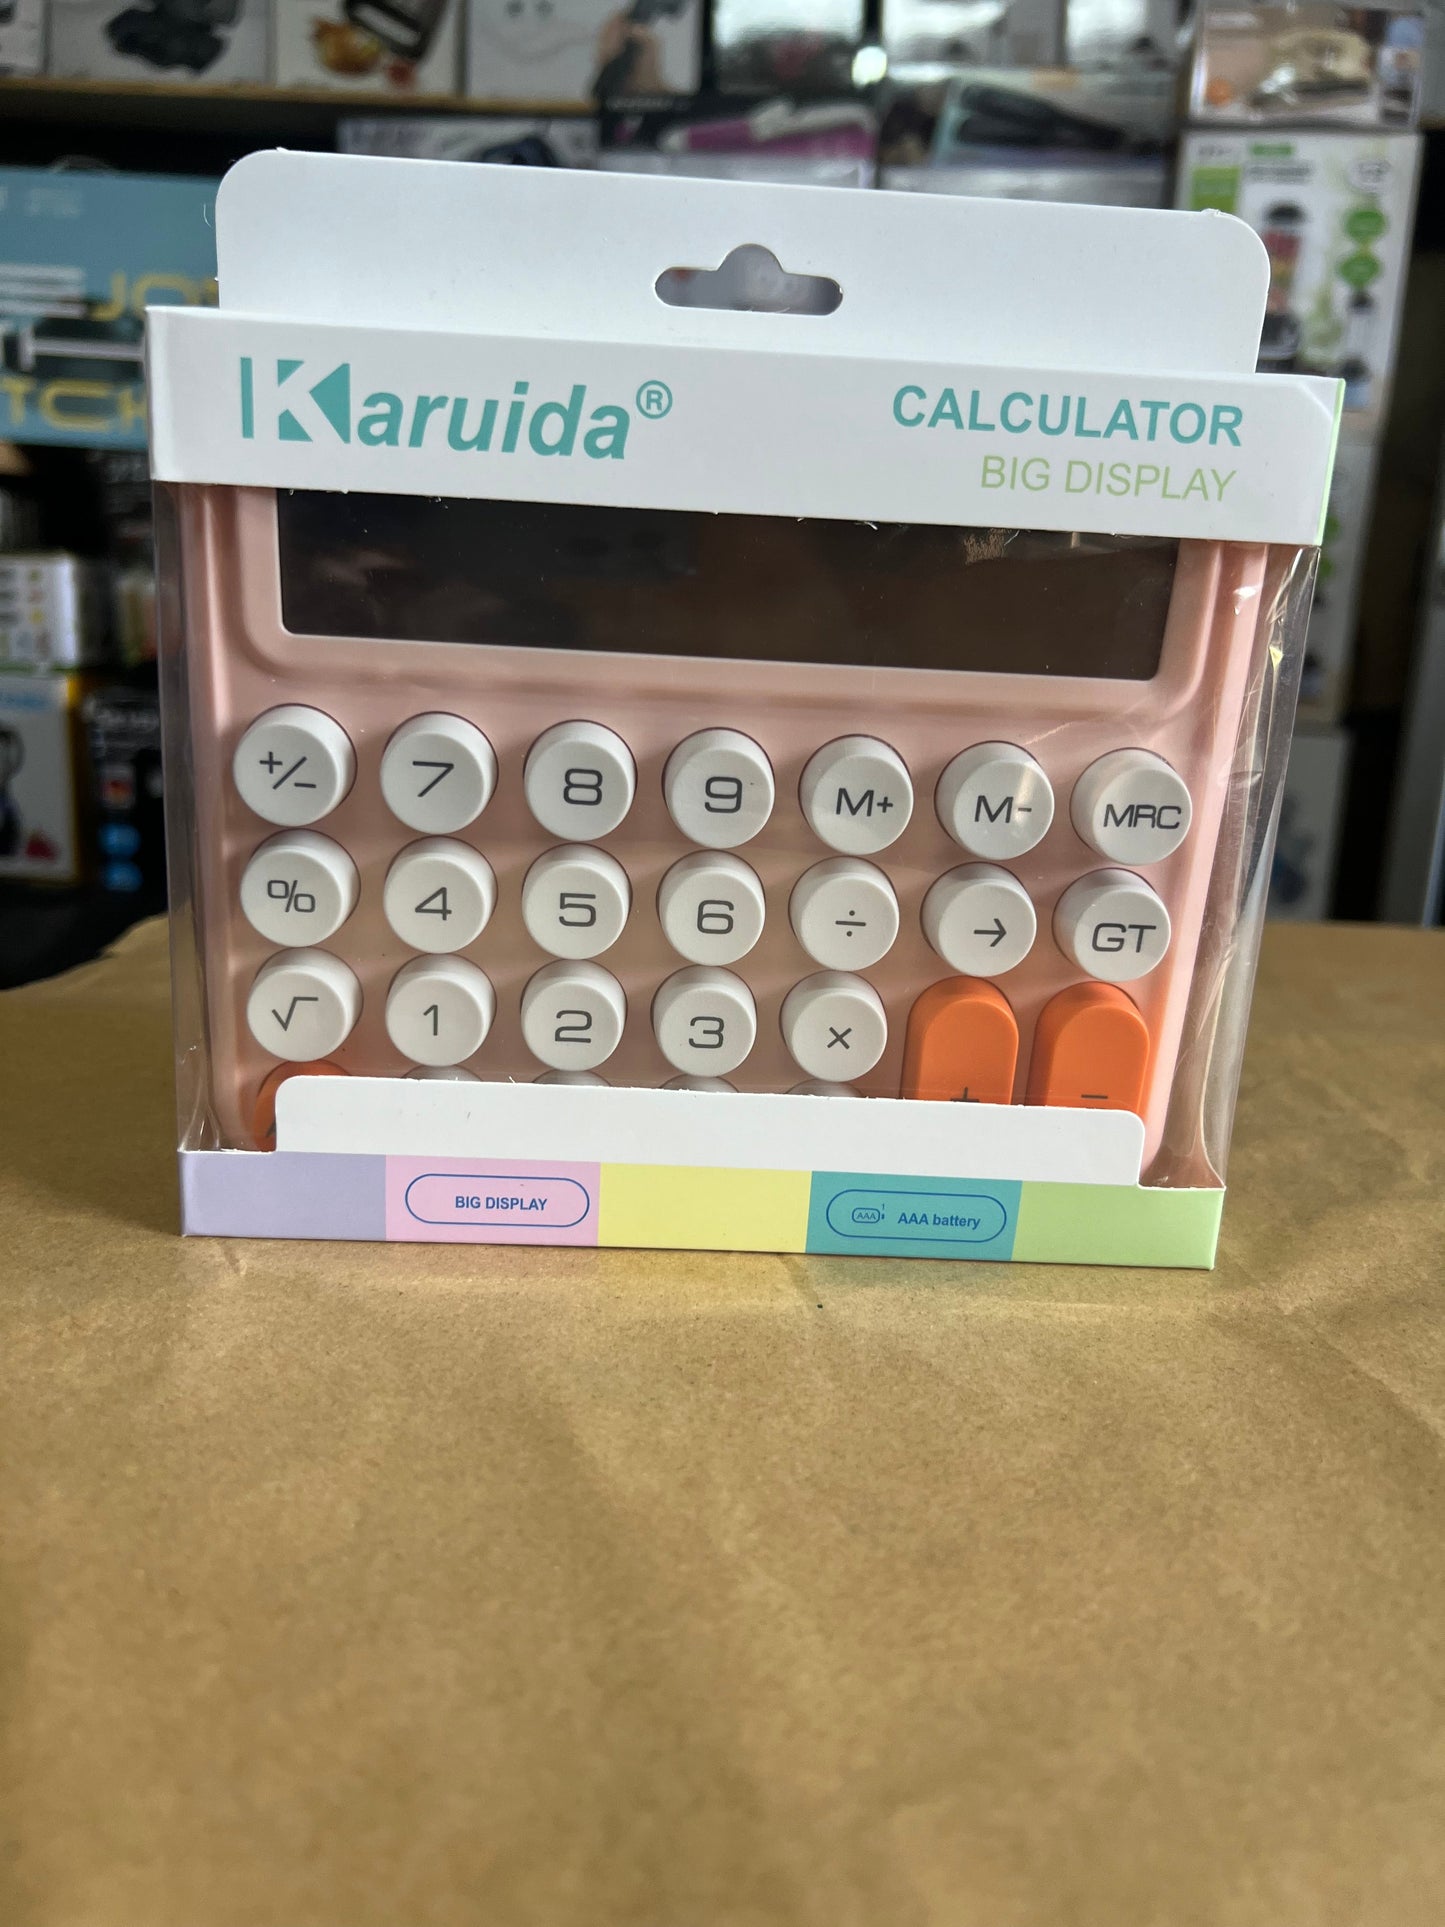 Karuida®
CALCULATOR
BIG DISPLAY
+/− 7 8 9 M+ M- MRC
% 4 5 6 ÷ → GT
√ 1 2 3 × + −
BIG DISPLAY
AAA AAA battery